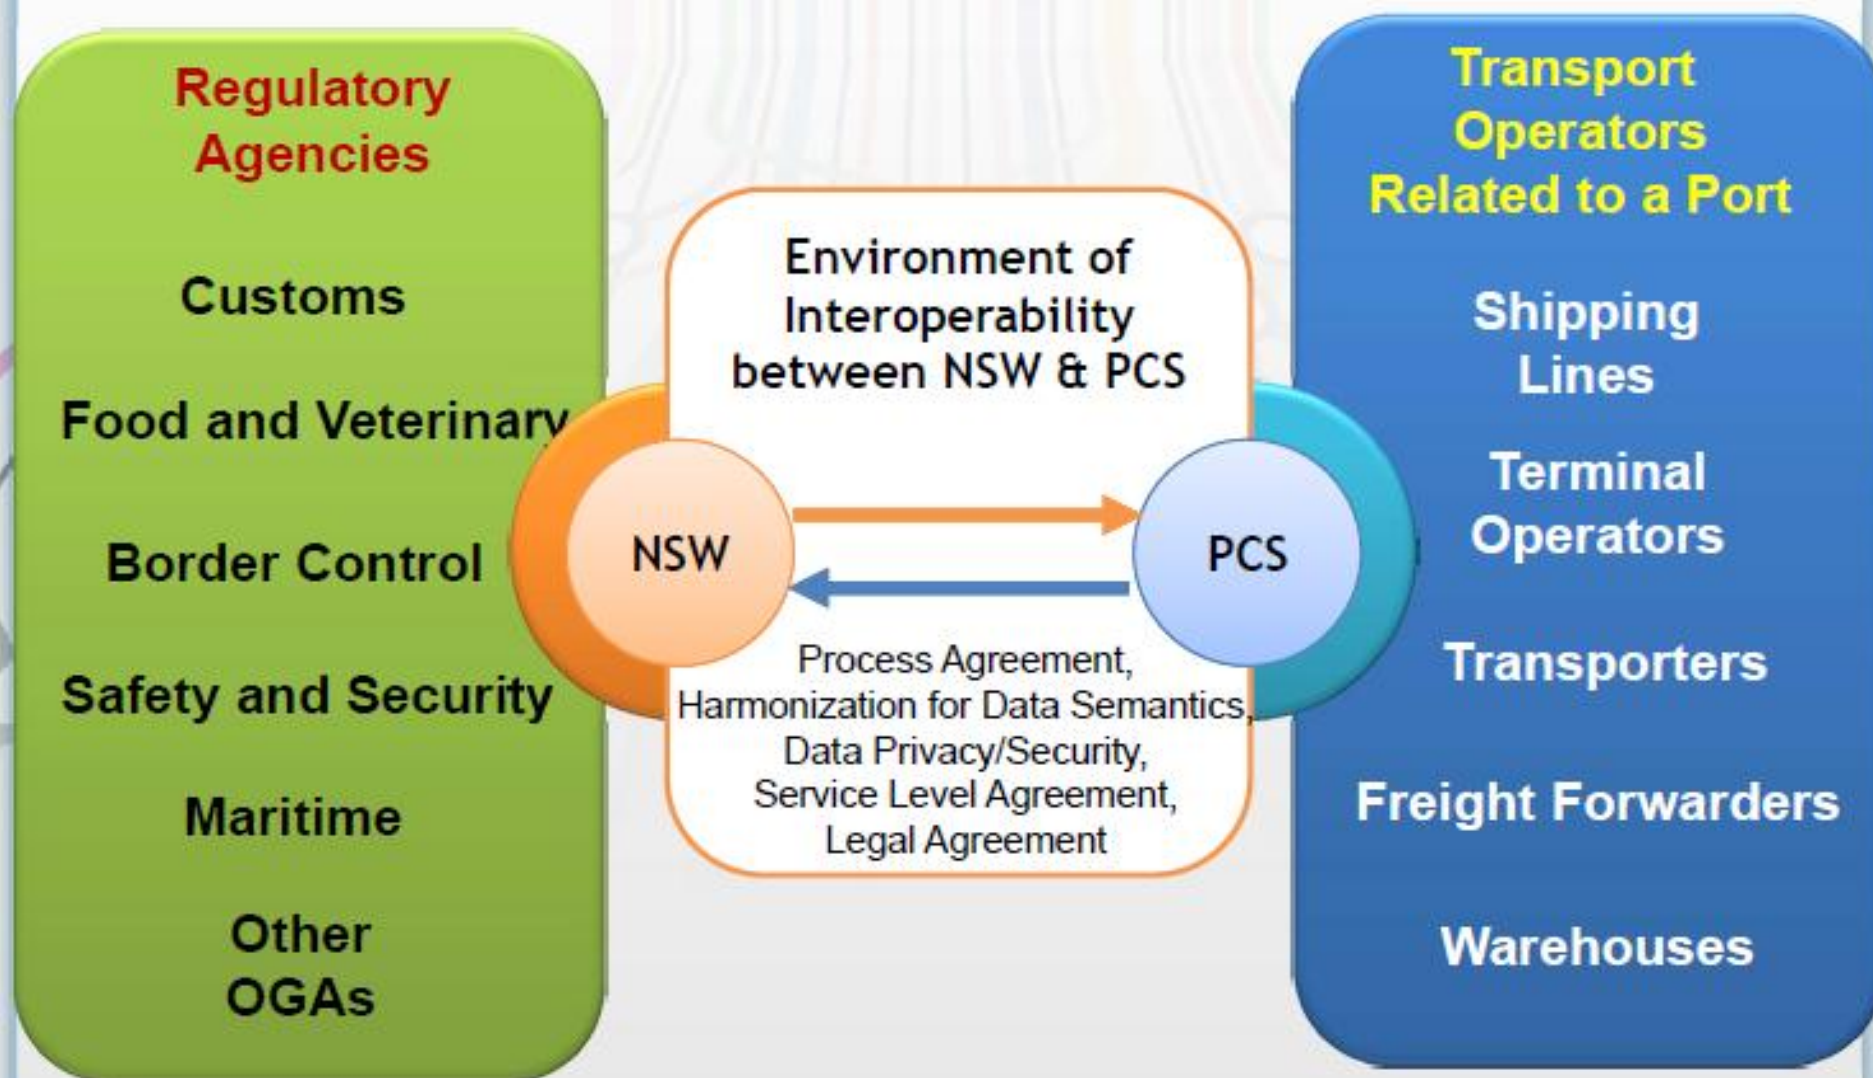 Regulatory
Agencies
Customs
Food and Veterinary
Border Control
Safety and Security
Maritime
Other
OGAs
Environment of
Interoperability
between NSW & PCS
NSW
PCS
Process Agreement,
Harmonization for Data Semantics,
Data Privacy/Security,
Service Level Agreement,
Legal Agreement
Transport
Operators
Related to a Port
Shipping
Lines
Terminal
Operators
Transporters
Freight Forwarders
Warehouses